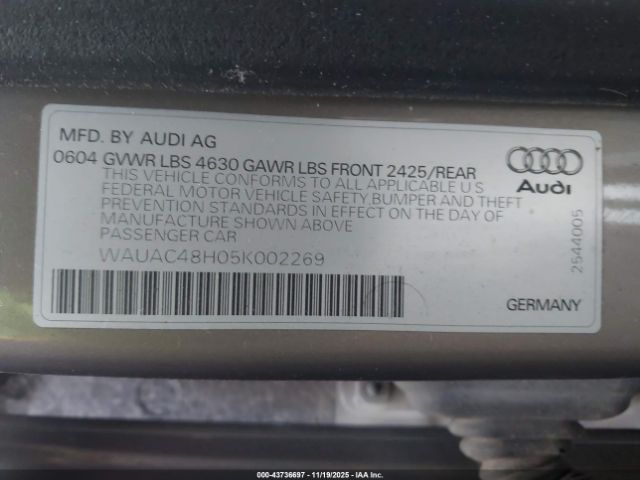 MFD. BY AUDI AG
0604 GVWR LBS 4630 GAWR LBS FRONT 2425/REAR
THIS VEHICLE CONFORMS TO ALL APPLICABLE U S
FEDERAL MOTOR VEHICLE SAFETY, BUMPER AND THEFT
PREVENTION STANDARDS IN EFFECT ON THE DAY OF
MANUFACTURE SHOWN ABOVE
PASSENGER CAR
WAUAC48H05K002269
Audi
2544005
GERMANY
000-43736697 - 11/19/2025 - IAA Inc.